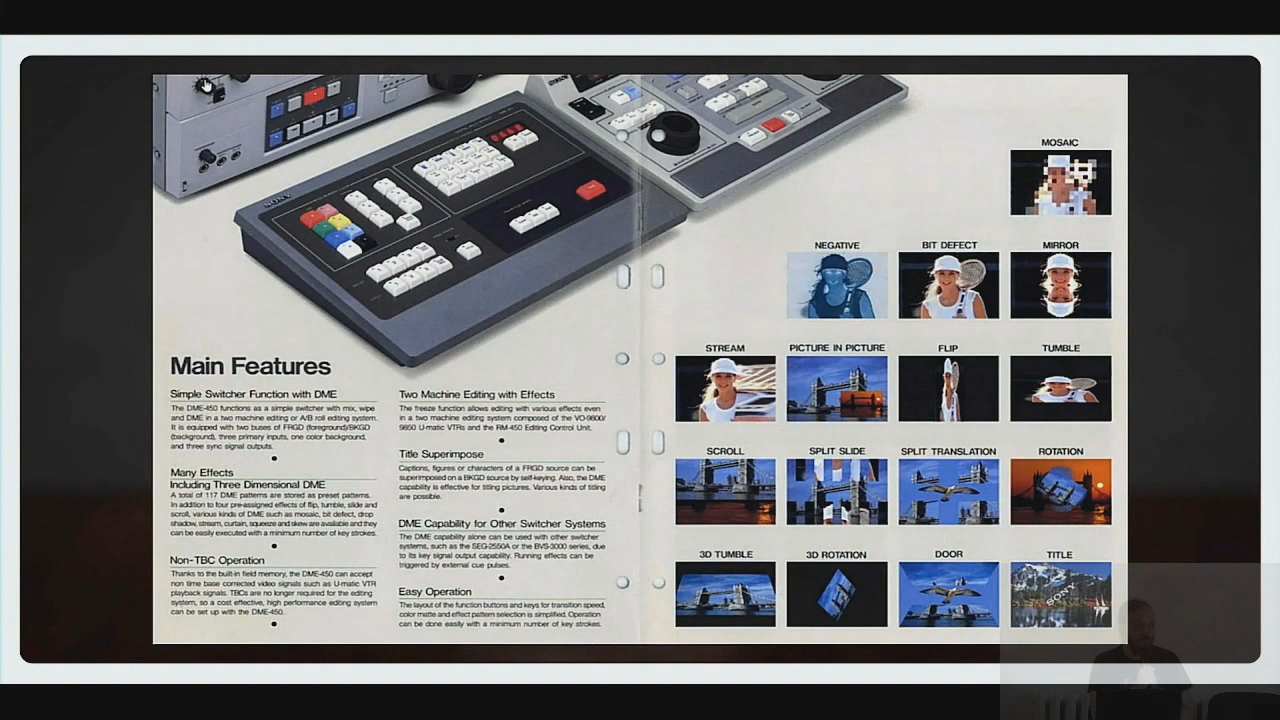 SONY
Main Features
Simple Switcher Function with DME
The DME-450 functions as a simple switcher with mix, wipe
and DME in a two machine editing or A/B roll editing system.
It is equipped with two buses of FRGD (foreground)/BKGD
(background), three primary inputs, one color background,
and three sync signal outputs.
Many Effects
Including Three Dimensional DME
A total of 117 DME patterns are stored as preset patterns.
In addition to four pre-assigned effects of flip, tumble, slide and
scroll, various kinds of DME such as mosaic, bit defect, drop
shadow, stream, curtain, squeeze and skew are available and they
can be easily executed with a minimum number of key strokes.
Non-TBC Operation
Thanks to the built-in field memory, the DME-450 can accept
non time base corrected video signals such as U-matic VTR
playback signals. TBCs are no longer required for the editing
system, so a cost effective, high performance editing system
can be set up with the DME-450.
Two Machine Editing with Effects
The freeze function allows editing with various effects even
in a two machine editing system composed of the VO-9800/
9850 U-matic VTRs and the RM-450 Editing Control Unit.
Title Superimpose
Captions, figures or characters of a FRGD source can be
superimposed on a BKGD source by self-keying. Also, the DME
capability is effective for titling pictures. Various kinds of titling
are possible.
DME Capability for Other Switcher Systems
The DME capability alone can be used with other switcher
systems, such as the SEG-2550A or the BVS-3000 series, due
to its key signal output capability. Running effects can be
triggered by external cue pulses.
Easy Operation
The layout of the function buttons and keys for transition speed,
color matte and effect pattern selection is simplified. Operation
can be done easily with a minimum number of key strokes.
MOSAIC
NEGATIVE
BIT DEFECT
MIRROR
STREAM
PICTURE IN PICTURE
FLIP
TUMBLE
SCROLL
SPLIT SLIDE
SPLIT TRANSLATION
ROTATION
3D TUMBLE
3D ROTATION
DOOR
TITLE
SONY